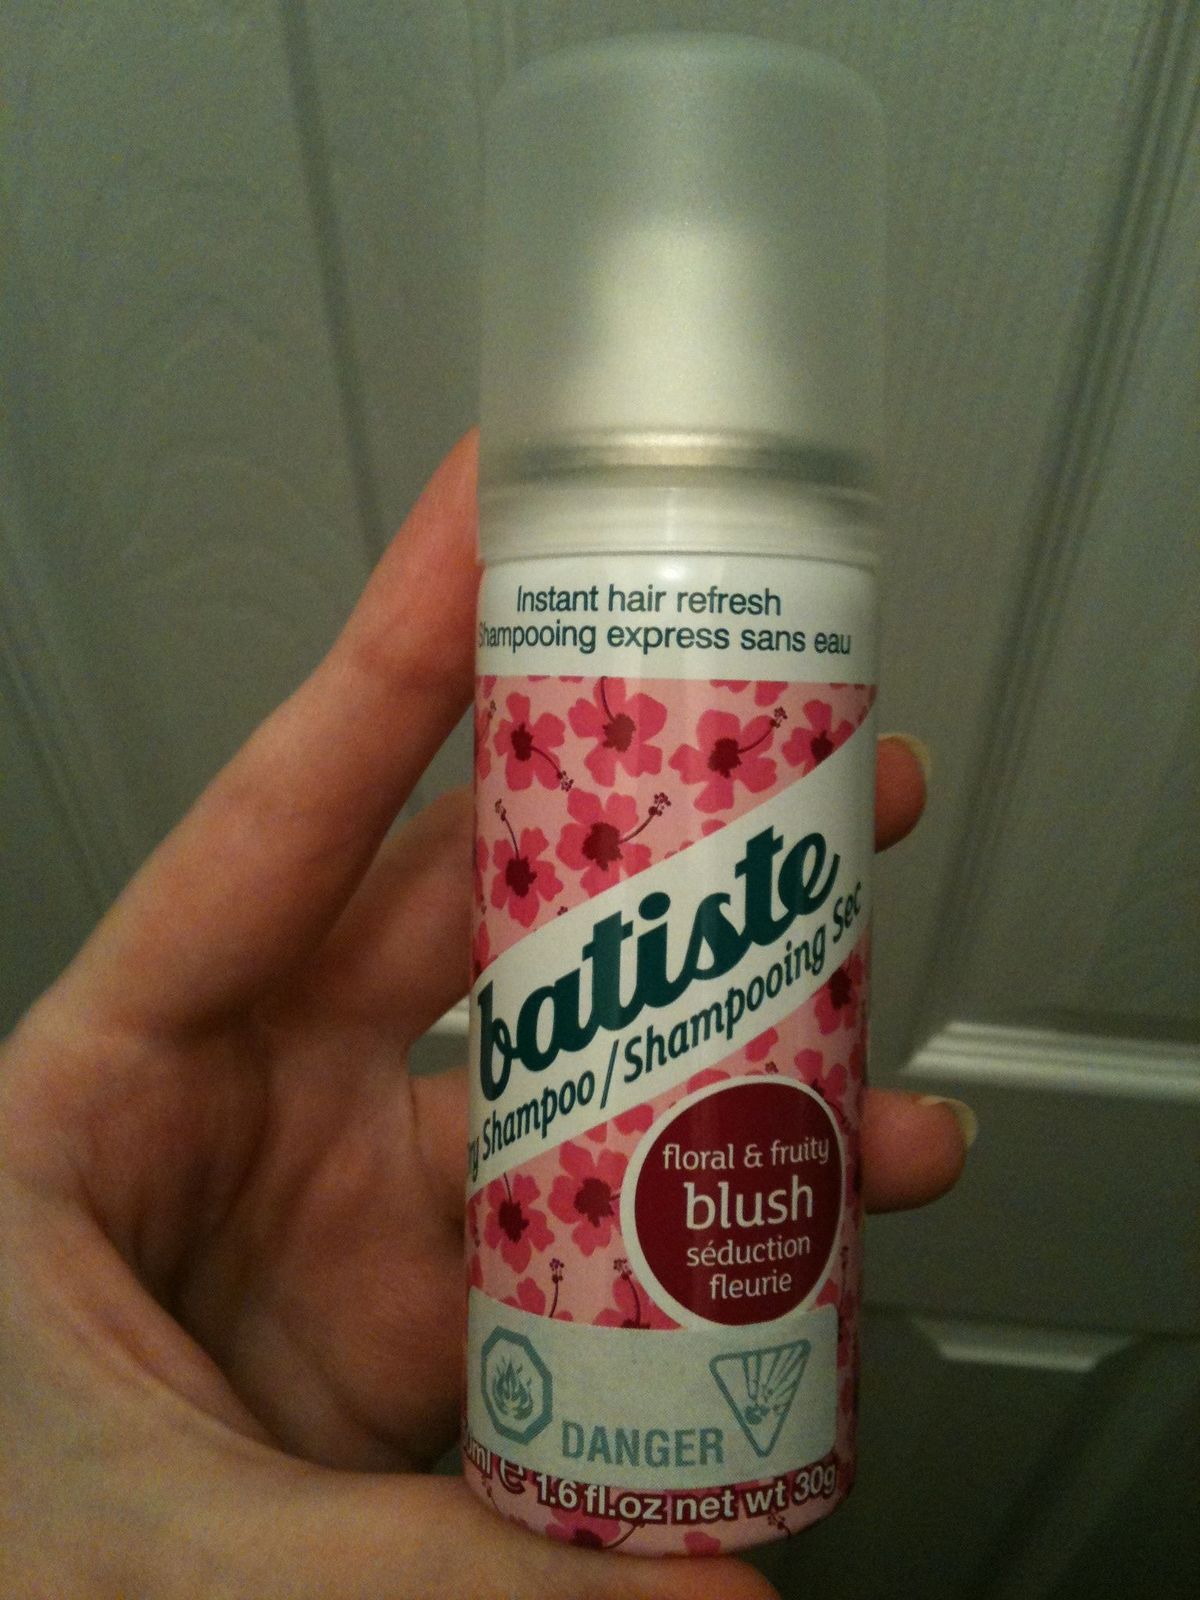 Instant hair refresh
Shampooing express sans eau
batiste
Shampoo / Shampooing Sec
floral & fruity
blush
séduction
fleurie
DANGER
e 1.6 fl.oz net wt 30g